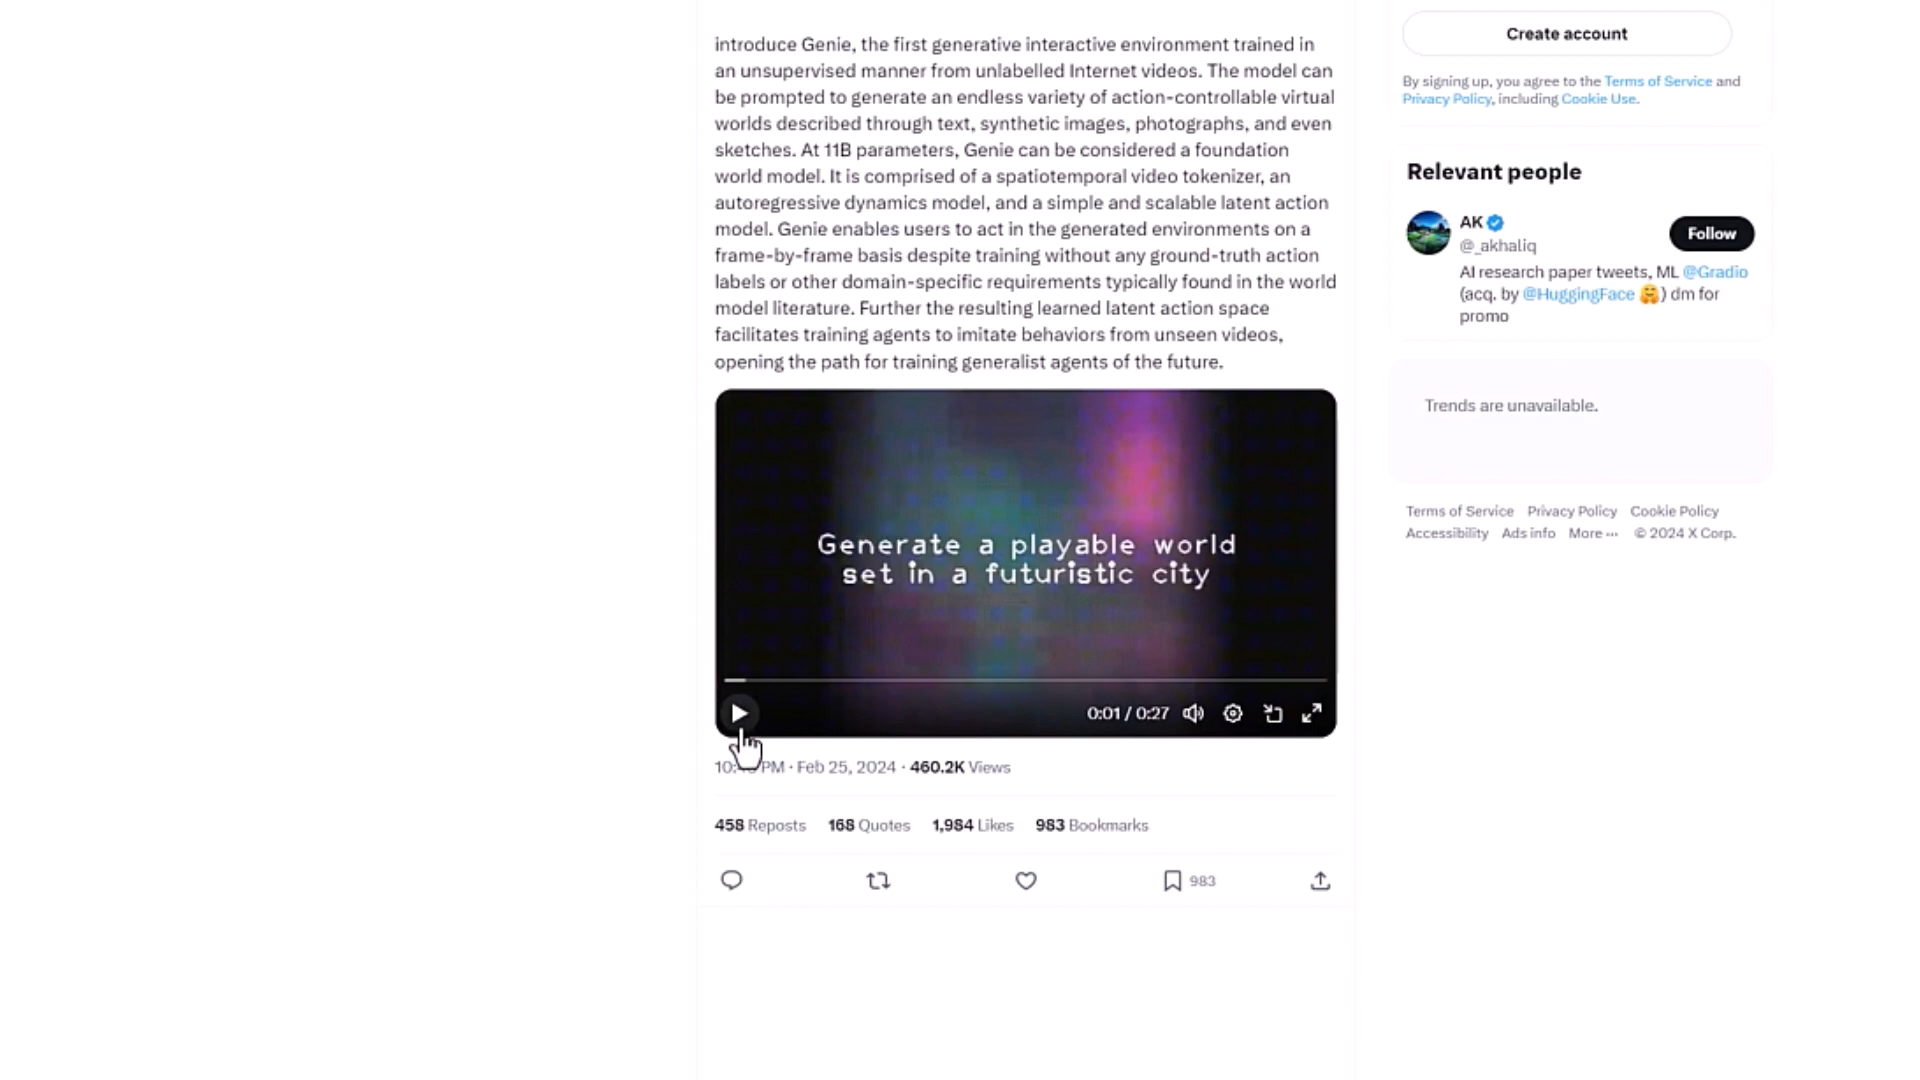 introduce Genie, the first generative interactive environment trained in
an unsupervised manner from unlabelled Internet videos. The model can
be prompted to generate an endless variety of action-controllable virtual
worlds described through text, synthetic images, photographs, and even
sketches. At 11B parameters, Genie can be considered a foundation
world model. It is comprised of a spatiotemporal video tokenizer, an
autoregressive dynamics model, and a simple and scalable latent action
model. Genie enables users to act in the generated environments on a
frame-by-frame basis despite training without any ground-truth action
labels or other domain-specific requirements typically found in the world
model literature. Further the resulting learned latent action space
facilitates training agents to imitate behaviors from unseen videos,
opening the path for training generalist agents of the future.
Generate a playable world
set in a futuristic city
0:01 / 0:27
PM · Feb 25, 2024 · 460.2K Views
458 Reposts 168 Quotes 1,984 Likes 983 Bookmarks
983
Create account
By signing up, you agree to the Terms of Service and
Privacy Policy, including Cookie Use.
Relevant people
AK
@_akhaliq
Follow
AI research paper tweets, ML @Gradio
(acq. by @HuggingFace 🤗) dm for
promo
Trends are unavailable.
Terms of Service Privacy Policy Cookie Policy
Accessibility Ads info More ··· © 2024 X Corp.